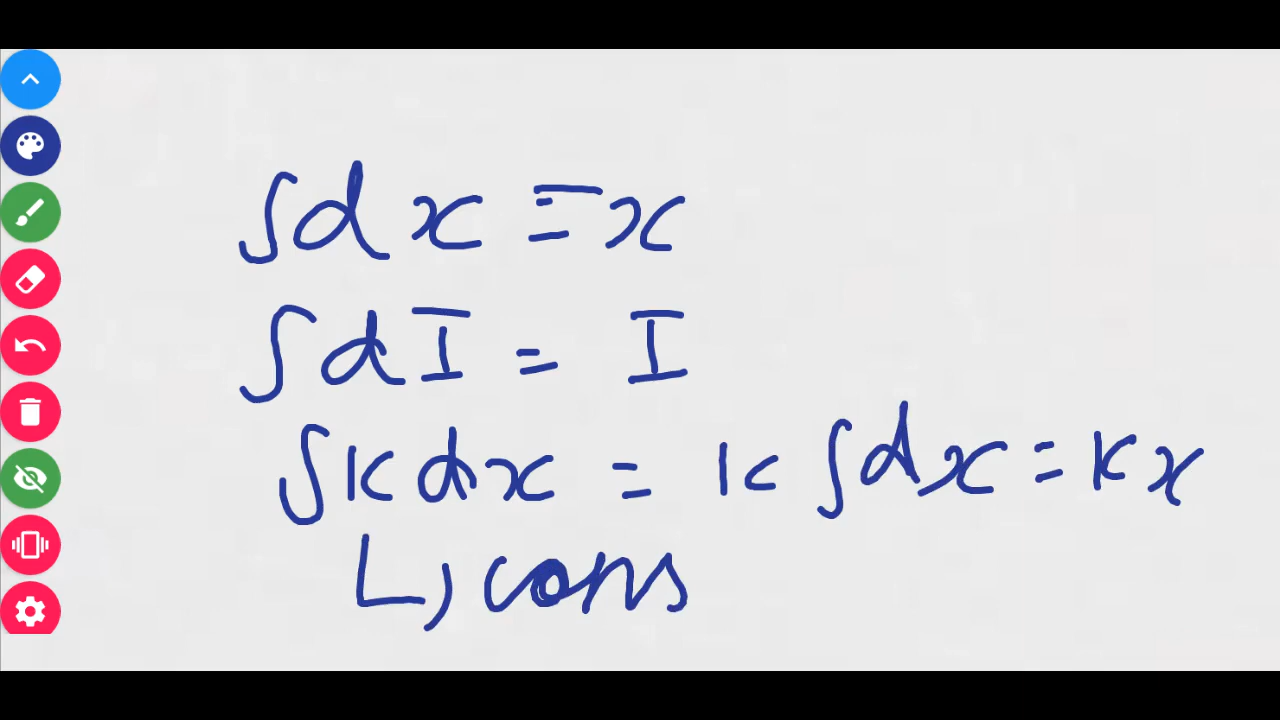 ∫dx = x
∫dI = I
∫k dx = k ∫dx = kx
↳ cons